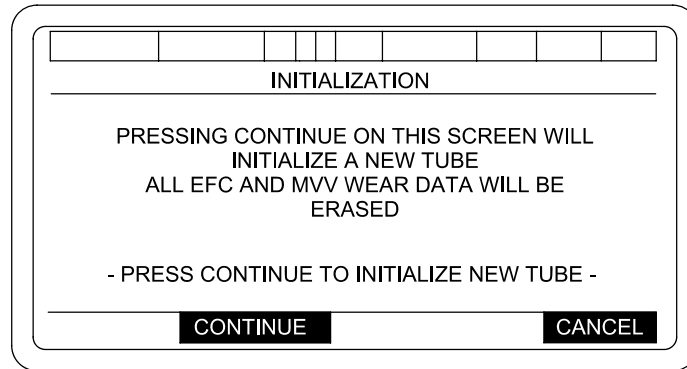 INITIALIZATION
PRESSING CONTINUE ON THIS SCREEN WILL
INITIALIZE A NEW TUBE
ALL EFC AND MVV WEAR DATA WILL BE
ERASED
- PRESS CONTINUE TO INITIALIZE NEW TUBE -
CONTINUE CANCEL